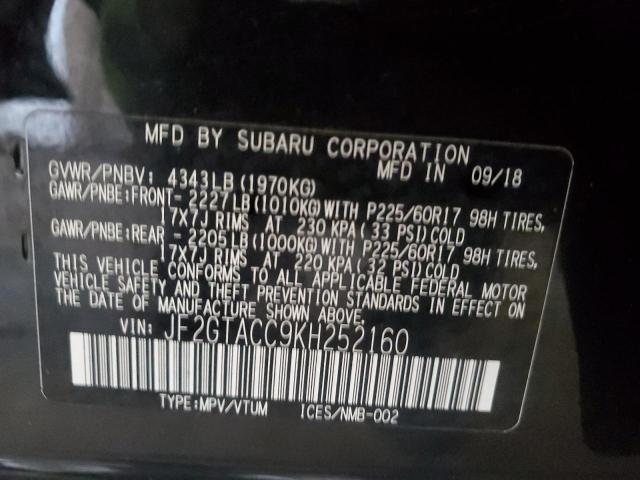 MFD BY SUBARU CORPORATION
GVWR/PNBV: 4343LB (1970KG) MFD IN 09/18
GAWR/PNBE:FRONT- 2227LB (1010KG) WITH P225/60R17 98H TIRES,
17X7J RIMS AT 230 KPA (33 PSI) COLD
GAWR/PNBE:REAR - 2205LB (1000KG) WITH P225/60R17 98H TIRES,
17X7J RIMS AT 220 KPA (32 PSI) COLD
THIS VEHICLE CONFORMS TO ALL APPLICABLE FEDERAL MOTOR
VEHICLE SAFETY AND THEFT PREVENTION STANDARDS IN EFFECT ON
THE DATE OF MANUFACTURE SHOWN ABOVE.
VIN: JF2GTACC9KH252160
TYPE:MPV/VTUM ICES/NMB-002